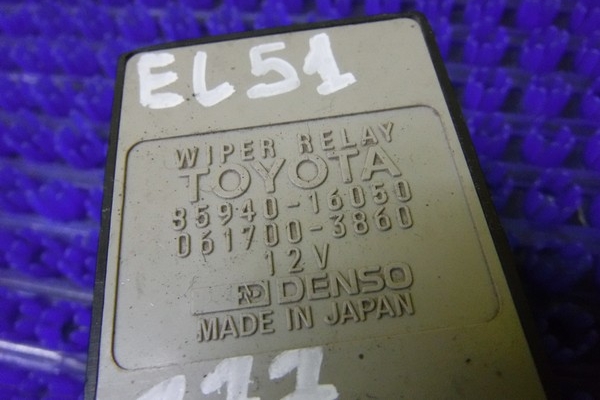 EL51
WIPER RELAY
TOYOTA
85940-16050
061700-3860
12V
DENSO
MADE IN JAPAN